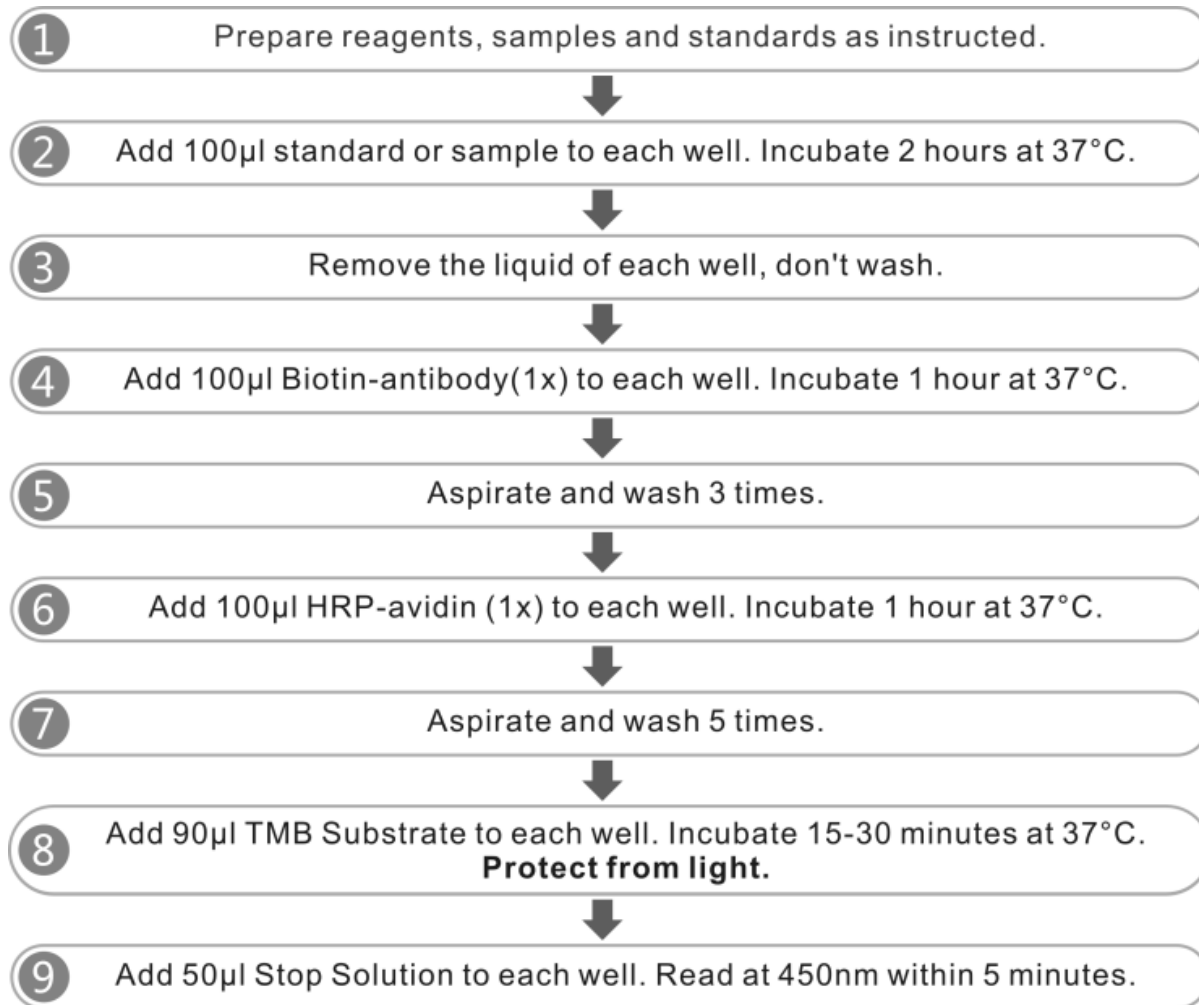 1 Prepare reagents, samples and standards as instructed.
2 Add 100μl standard or sample to each well. Incubate 2 hours at 37°C.
3 Remove the liquid of each well, don't wash.
4 Add 100μl Biotin-antibody(1x) to each well. Incubate 1 hour at 37°C.
5 Aspirate and wash 3 times.
6 Add 100μl HRP-avidin (1x) to each well. Incubate 1 hour at 37°C.
7 Aspirate and wash 5 times.
8 Add 90μl TMB Substrate to each well. Incubate 15-30 minutes at 37°C.
Protect from light.
9 Add 50μl Stop Solution to each well. Read at 450nm within 5 minutes.